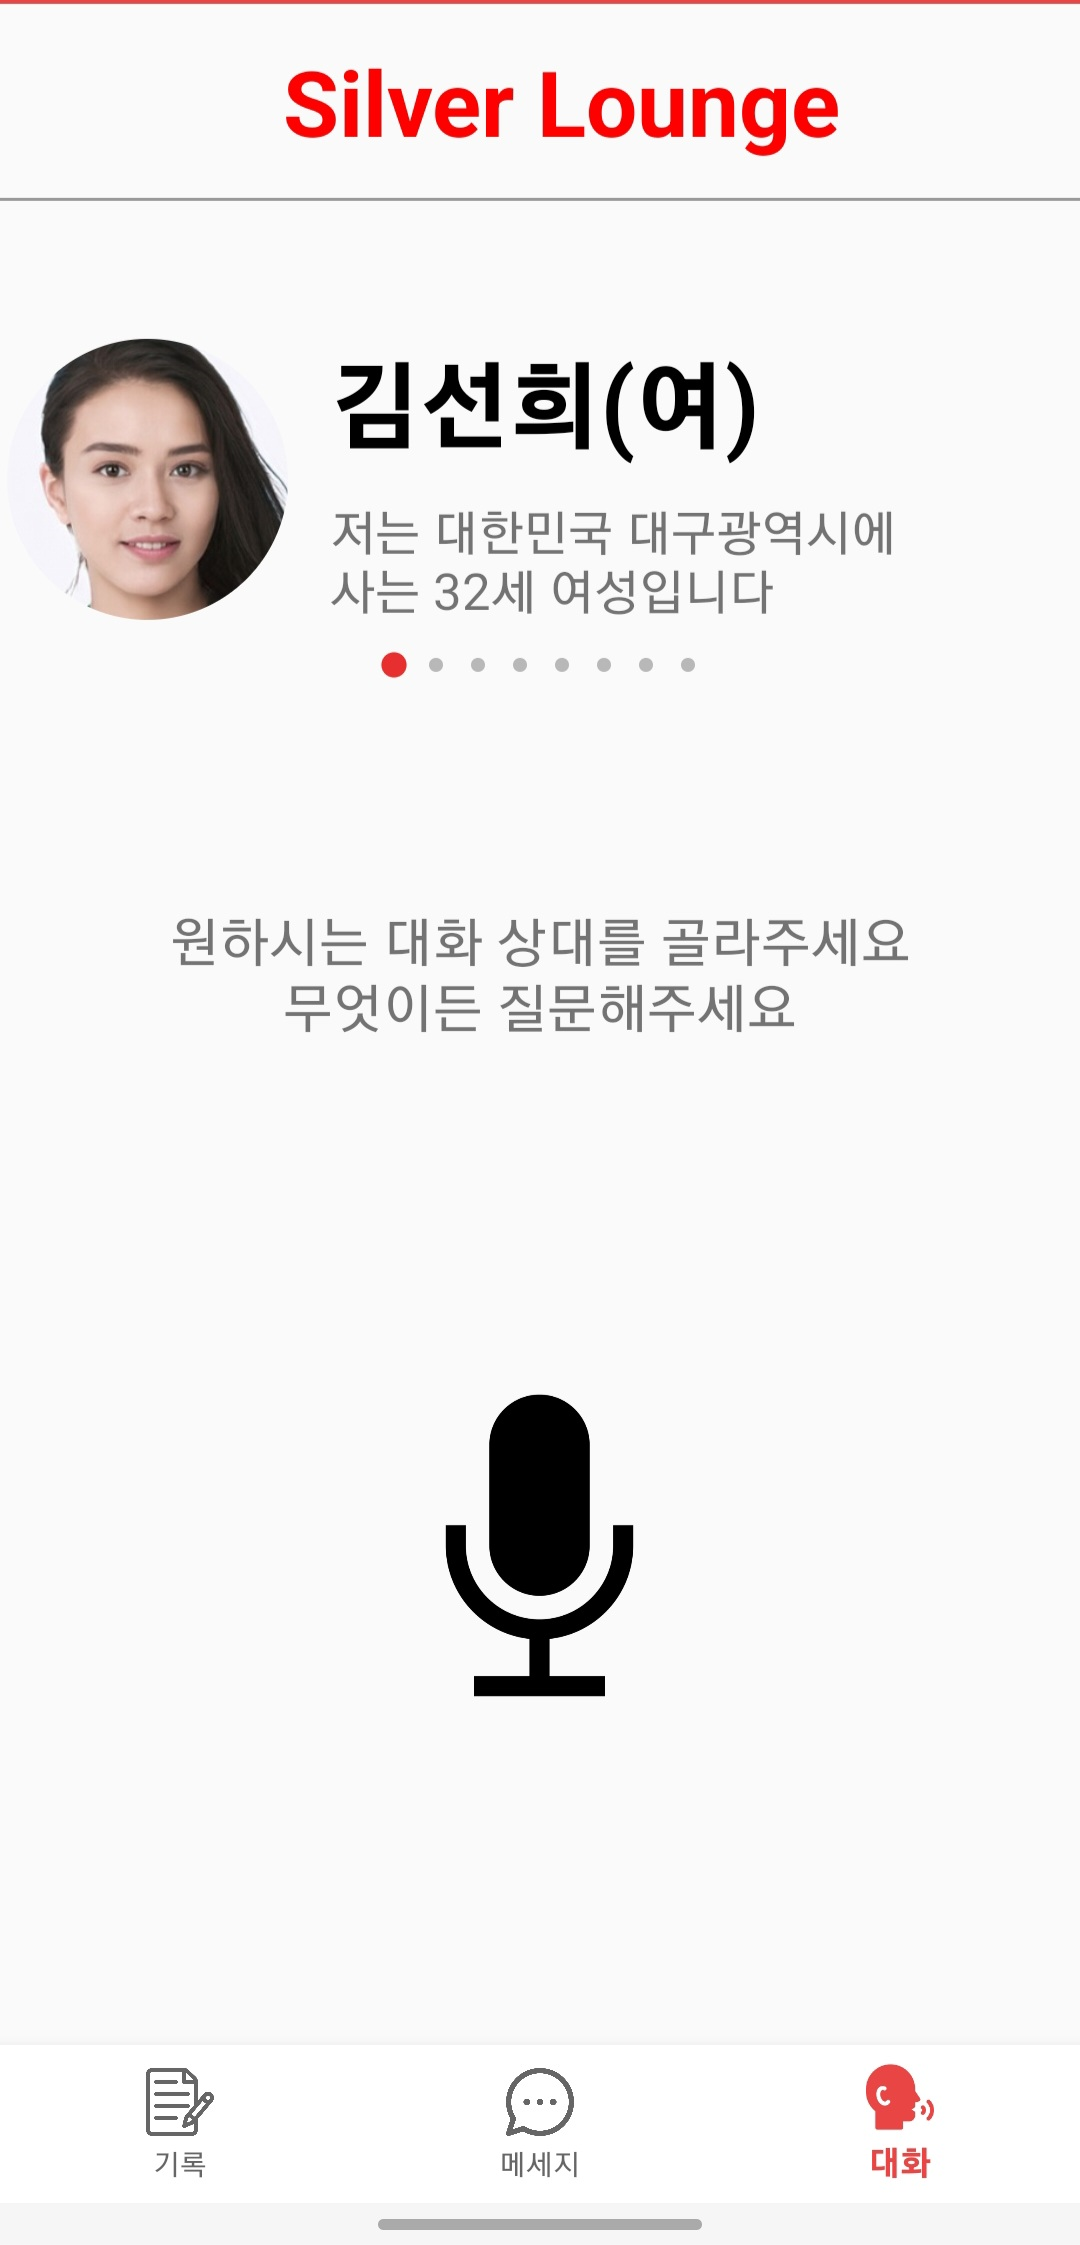 Silver Lounge
김선희(여)
저는 대한민국 대구광역시에
사는 32세 여성입니다
원하시는 대화 상대를 골라주세요
무엇이든 질문해주세요
기록
메세지
대화